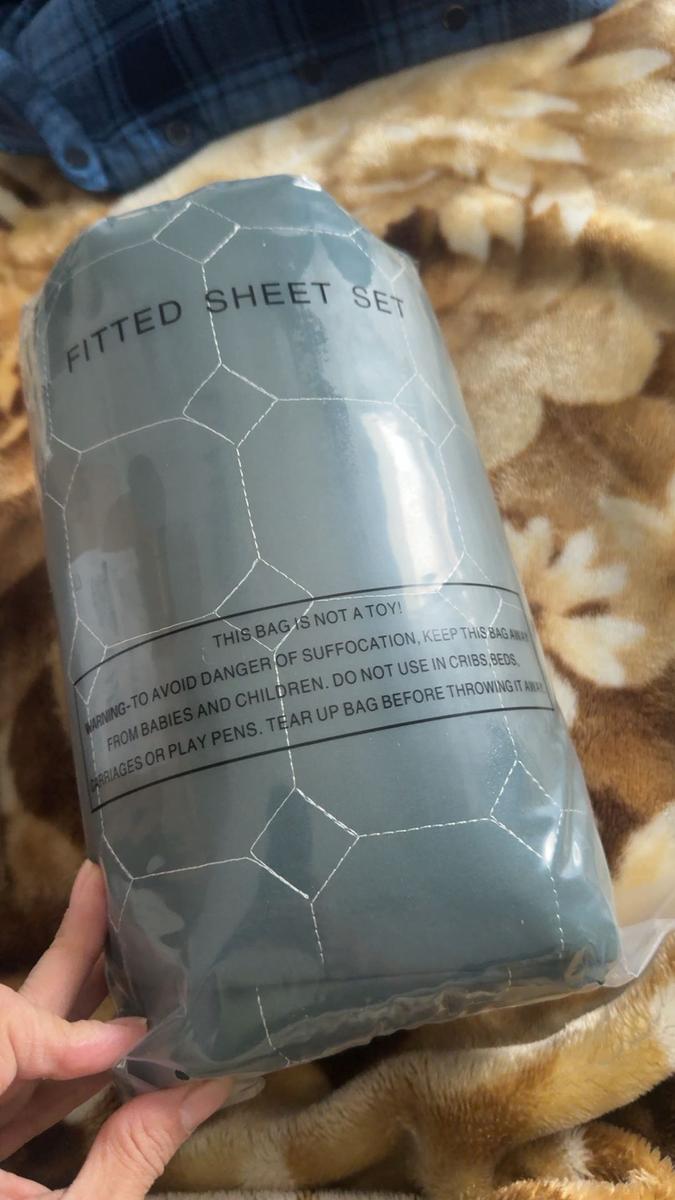 FITTED SHEET SET
THIS BAG IS NOT A TOY!
WARNING-TO AVOID DANGER OF SUFFOCATION, KEEP THIS BAG AWAY
FROM BABIES AND CHILDREN. DO NOT USE IN CRIBS, BEDS,
CARRIAGES OR PLAY PENS. TEAR UP BAG BEFORE THROWING IT AWAY